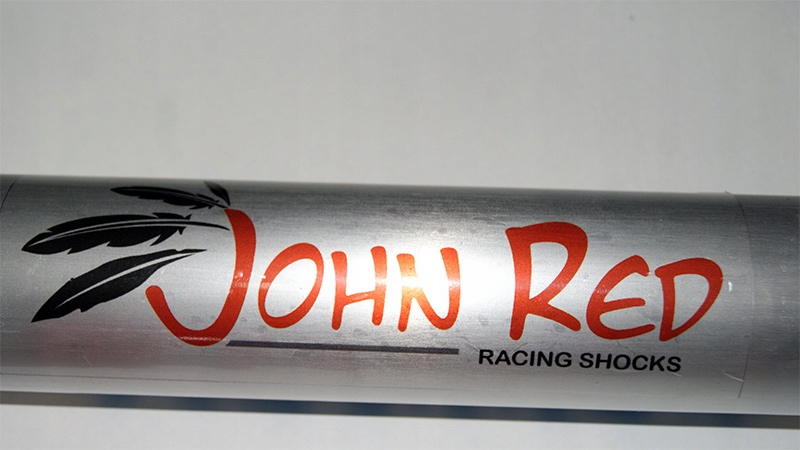 JOHN RED
RACING SHOCKS